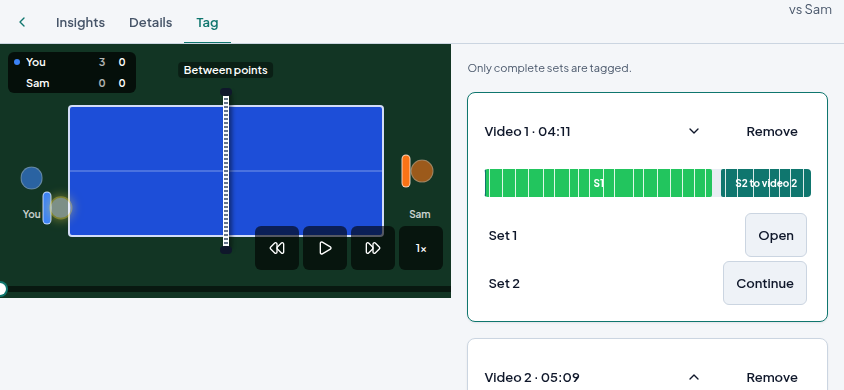 vs Sam
Insights
Details
Tag
You 3 0
Sam 0 0
Between points
You
Sam
1x
Only complete sets are tagged.
Video 1 · 04:11
Remove
S1
S2 to video 2
Set 1
Open
Set 2
Continue
Video 2 · 05:09
Remove